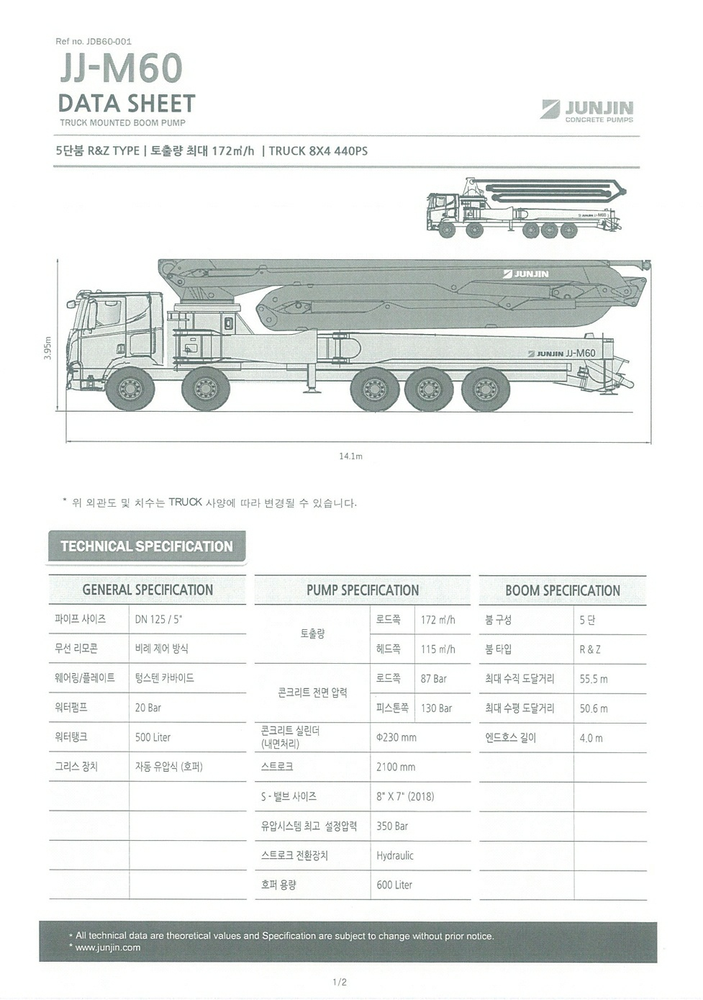 Ref no. JDB60-001
JJ-M60
DATA SHEET
TRUCK MOUNTED BOOM PUMP
JUNJIN
CONCRETE PUMPS
5단붐 R&Z TYPE | 토출량 최대 172㎥/h | TRUCK 8X4 440PS
JUNJIN JJ-M60
JUNJIN
3.95m
JUNJIN JJ-M60
14.1m
* 위 외관도 및 치수는 TRUCK 사양에 따라 변경될 수 있습니다.
TECHNICAL SPECIFICATION
GENERAL SPECIFICATION
파이프 사이즈 DN 125 / 5"
무선 리모콘 비례 제어 방식
웨어링/플레이트 텅스텐 카바이드
워터펌프 20 Bar
워터탱크 500 Liter
그리스 장치 자동 유압식 (호퍼)
PUMP SPECIFICATION
토출량 로드쪽 172 ㎥/h
헤드쪽 115 ㎥/h
콘크리트 전면 압력 로드쪽 87 Bar
피스톤쪽 130 Bar
콘크리트 실린더
(내면처리) Φ230 mm
스트로크 2100 mm
S - 밸브 사이즈 8" X 7" (2018)
유압시스템 최고 설정압력 350 Bar
스트로크 전환장치 Hydraulic
호퍼 용량 600 Liter
BOOM SPECIFICATION
붐 구성 5 단
붐 타입 R & Z
최대 수직 도달거리 55.5 m
최대 수평 도달거리 50.6 m
엔드호스 길이 4.0 m
* All technical data are theoretical values and Specification are subject to change without prior notice.
* www.junjin.com
1/2